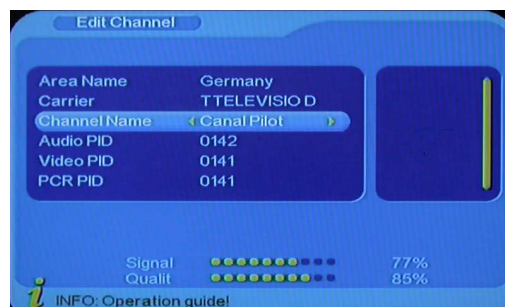 Edit Channel
Area Name Germany
Carrier TTELEVISIO D
Channel Name Canal Pilot
Audio PID 0142
Video PID 0141
PCR PID 0141
Signal 77%
Qualit 85%
i INFO: Operation guide!